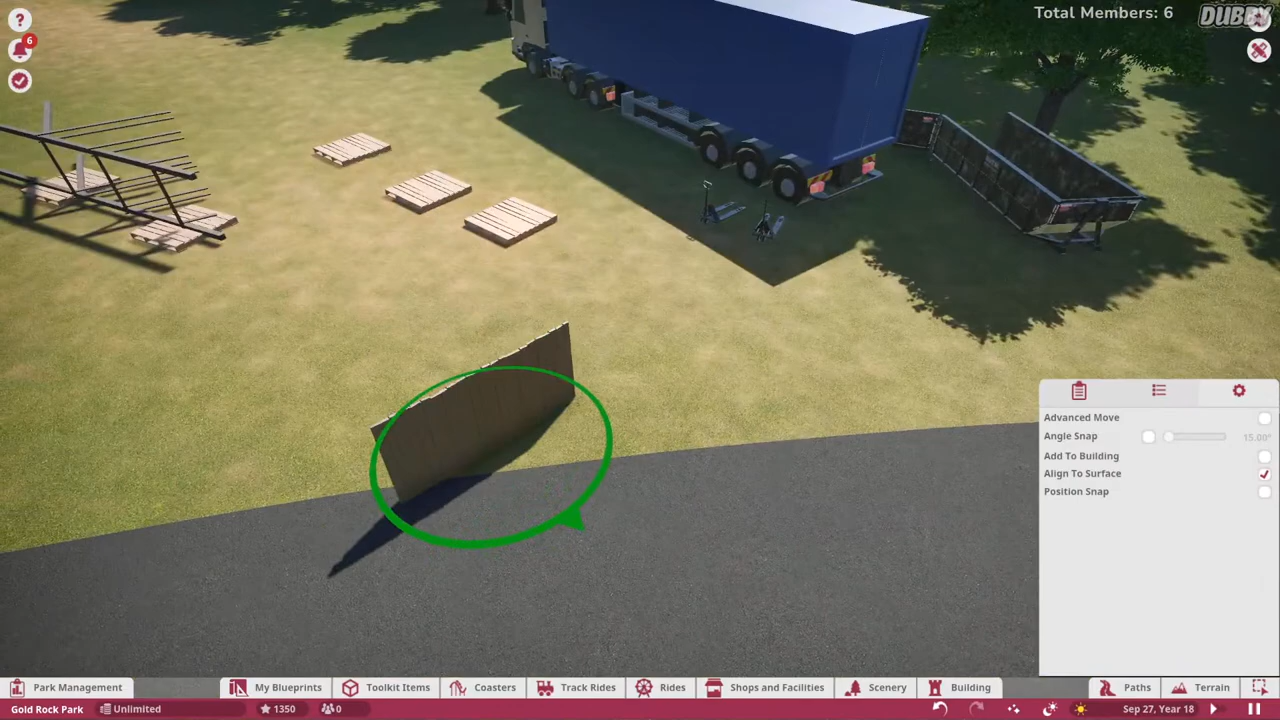 Total Members: 6
DUBBY
?
6
Advanced Move
Angle Snap
15.00°
Add To Building
Align To Surface
Position Snap
Park Management
My Blueprints
Toolkit Items
Coasters
Track Rides
Rides
Shops and Facilities
Scenery
Building
Paths
Terrain
Gold Rock Park
Unlimited
1350
0
Sep 27, Year 18